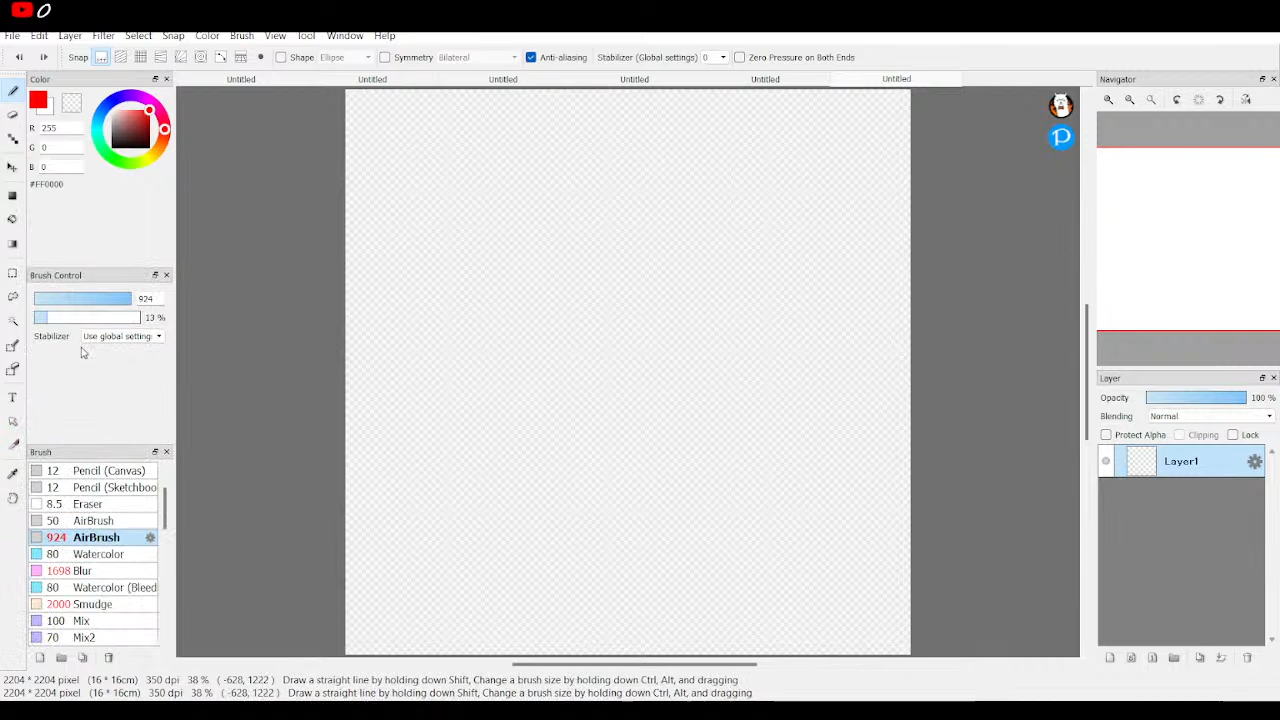 0
File Edit Layer Filter Select Snap Color Brush View Tool Window Help
Snap Shape Ellipse Symmetry Bilateral Anti-aliasing Stabilizer (Global settings) 0 Zero Pressure on Both Ends
Color
Untitled Untitled Untitled Untitled Untitled Untitled
Navigator
R 255
G 0
B 0
#FF0000
Brush Control
924
13 %
Stabilizer Use global setting:
Brush
12 Pencil (Canvas)
12 Pencil (Sketchboo
8.5 Eraser
50 AirBrush
924 AirBrush
80 Watercolor
1698 Blur
80 Watercolor (Bleed
2000 Smudge
100 Mix
70 Mix2
Layer
Opacity 100 %
Blending Normal
Protect Alpha Clipping Lock
Layer1
2204 * 2204 pixel (16 * 16cm) 350 dpi 38 % ( -628, 1222 ) Draw a straight line by holding down Shift, Change a brush size by holding down Ctrl, Alt, and dragging
2204 * 2204 pixel (16 * 16cm) 350 dpi 38 % ( -628, 1222 ) Draw a straight line by holding down Shift, Change a brush size by holding down Ctrl, Alt, and dragging